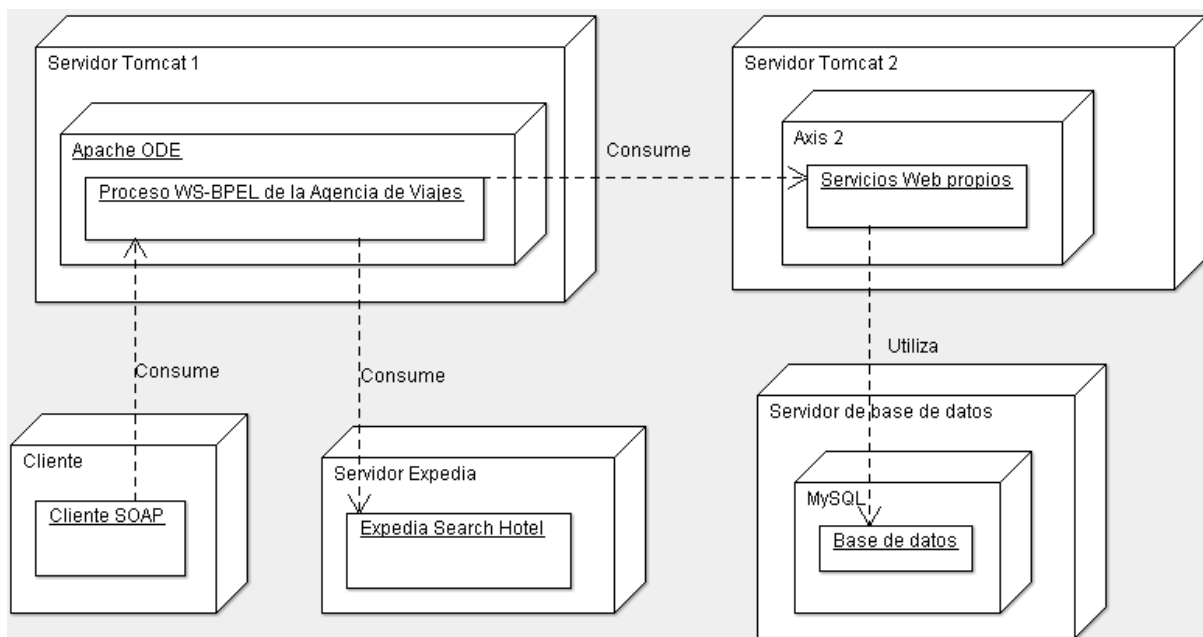 Servidor Tomcat 1
Apache ODE
Proceso WS-BPEL de la Agencia de Viajes
Consume
Servidor Tomcat 2
Axis 2
Servicios Web propios
Consume
Consume
Utiliza
Cliente
Cliente SOAP
Servidor Expedia
Expedia Search Hotel
Servidor de base de datos
MySQL
Base de datos